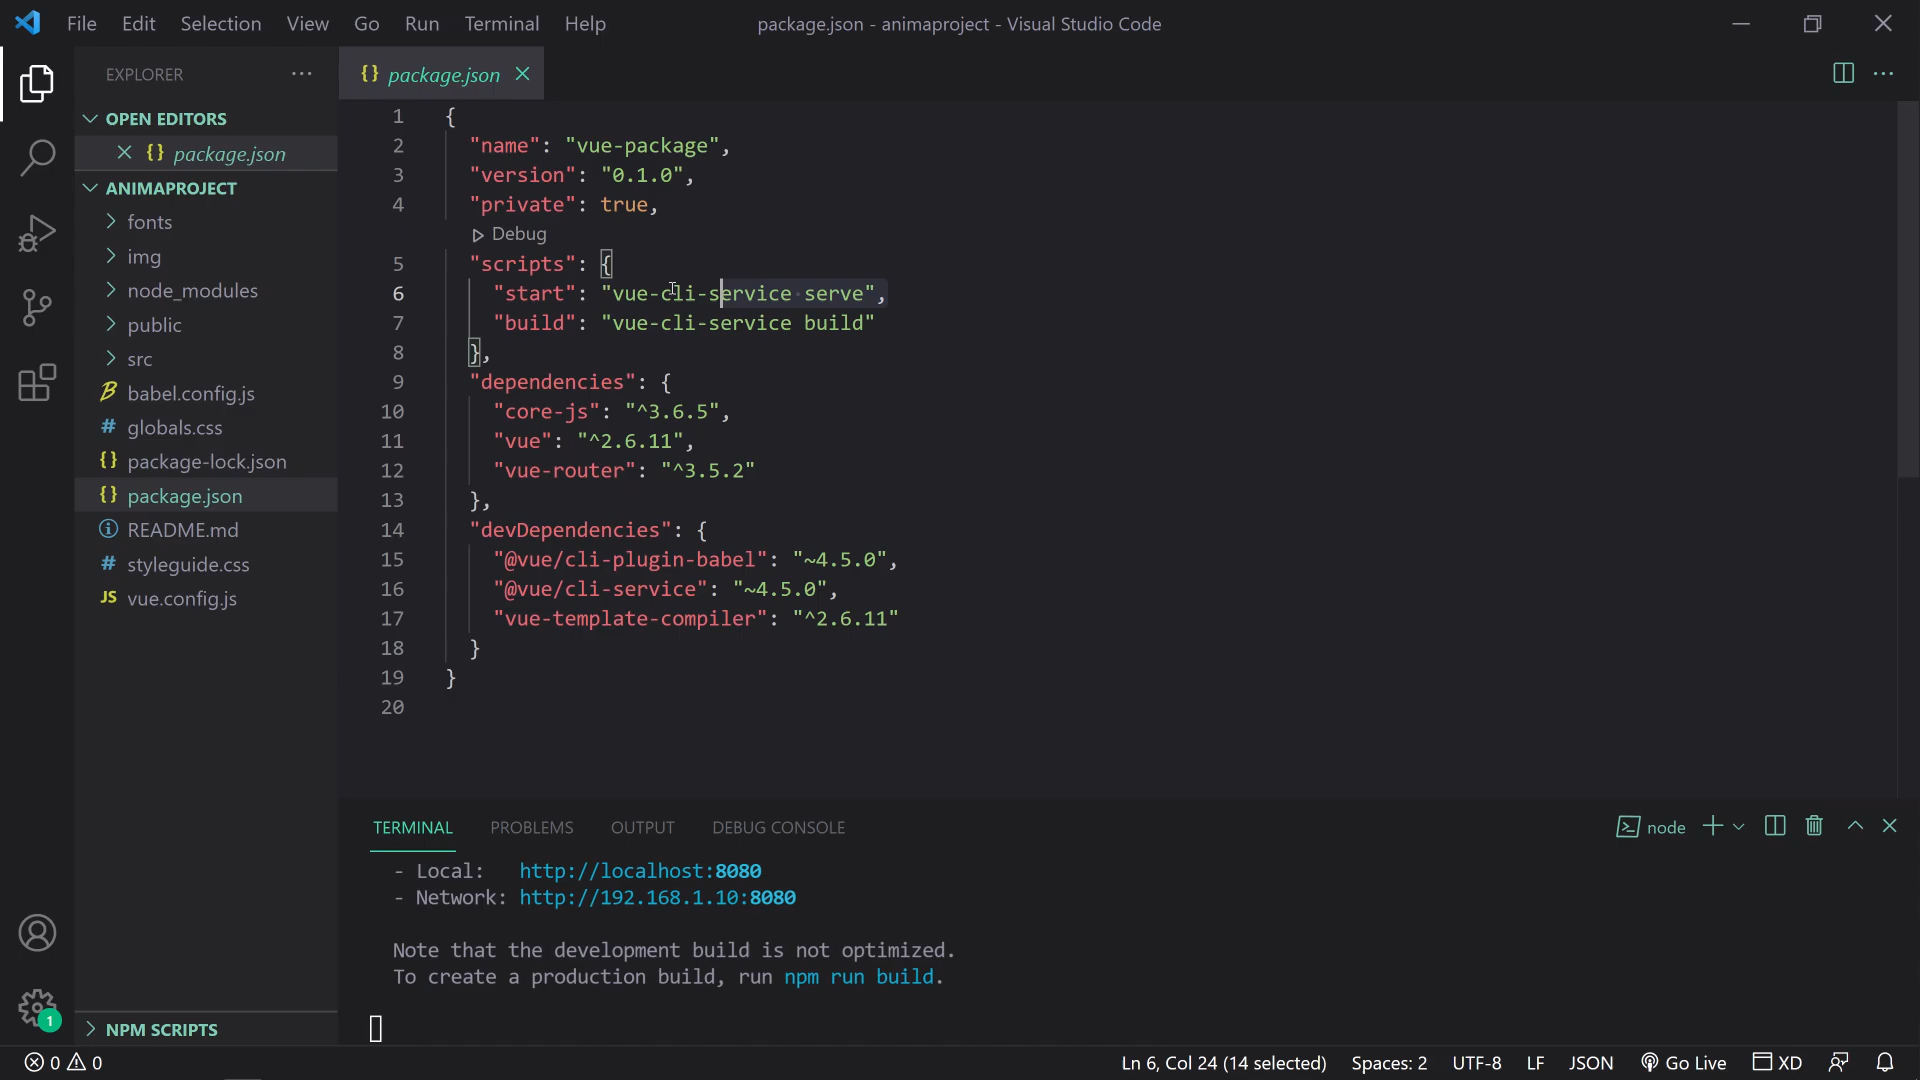 File Edit Selection View Go Run Terminal Help
package.json - animaproject - Visual Studio Code
EXPLORER
OPEN EDITORS
{} package.json
ANIMAPROJECT
fonts
img
node_modules
public
src
babel.config.js
# globals.css
{} package-lock.json
{} package.json
README.md
# styleguide.css
JS vue.config.js
NPM SCRIPTS
1
{} package.json
1 {
2 "name": "vue-package",
3 "version": "0.1.0",
4 "private": true,
Debug
5 "scripts": {
6 "start": "vue-cli-service serve",
7 "build": "vue-cli-service build"
8 },
9 "dependencies": {
10 "core-js": "^3.6.5",
11 "vue": "^2.6.11",
12 "vue-router": "^3.5.2"
13 },
14 "devDependencies": {
15 "@vue/cli-plugin-babel": "~4.5.0",
16 "@vue/cli-service": "~4.5.0",
17 "vue-template-compiler": "^2.6.11"
18 }
19 }
20
TERMINAL PROBLEMS OUTPUT DEBUG CONSOLE
node
- Local: http://localhost:8080
- Network: http://192.168.1.10:8080
Note that the development build is not optimized.
To create a production build, run npm run build.
0 0
Ln 6, Col 24 (14 selected) Spaces: 2 UTF-8 LF JSON Go Live XD